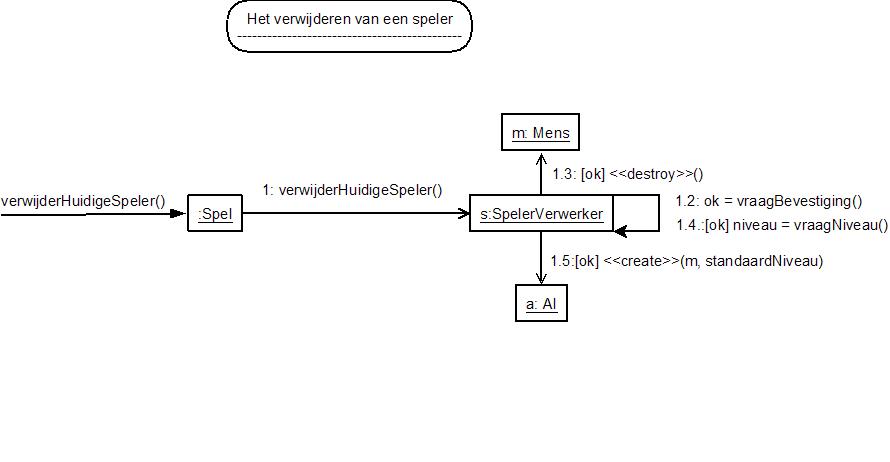 Het verwijderen van een speler
m: Mens
1.3: [ok] <<destroy>>()
verwijderHuidigeSpeler()
1: verwijderHuidigeSpeler()
:Spel
s:SpelerVerwerker
1.2: ok = vraagBevestiging()
1.4.:[ok] niveau = vraagNiveau()
1.5:[ok] <<create>>(m, standaardNiveau)
a: AI